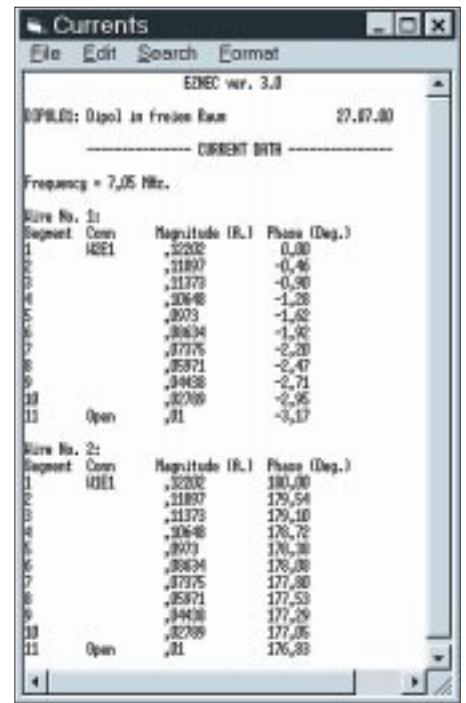 Currents
File Edit Search Format
EZNEC ver. 3.0
Dipol in freien Raum 27.07.00
--------------- CURRENT DATA ---------------
Frequency = 7,05 MHz.
Wire No. 1:
Segment Conn Magnitude (A.) Phase (Deg.)
1 W2E1 ,12202 0,00
2 ,11897 -0,46
3 ,11373 -0,90
4 ,10648 -1,28
5 ,0973 -1,62
6 ,08634 -1,92
7 ,07375 -2,20
8 ,05971 -2,47
9 ,04438 -2,71
10 ,02789 -2,95
11 Open ,01 -3,17
Wire No. 2:
Segment Conn Magnitude (A.) Phase (Deg.)
1 W1E1 ,12202 180,00
2 ,11897 179,54
3 ,11373 179,10
4 ,10648 178,72
5 ,0973 178,38
6 ,08634 178,08
7 ,07375 177,80
8 ,05971 177,53
9 ,04438 177,29
10 ,02789 177,05
11 Open ,01 176,83